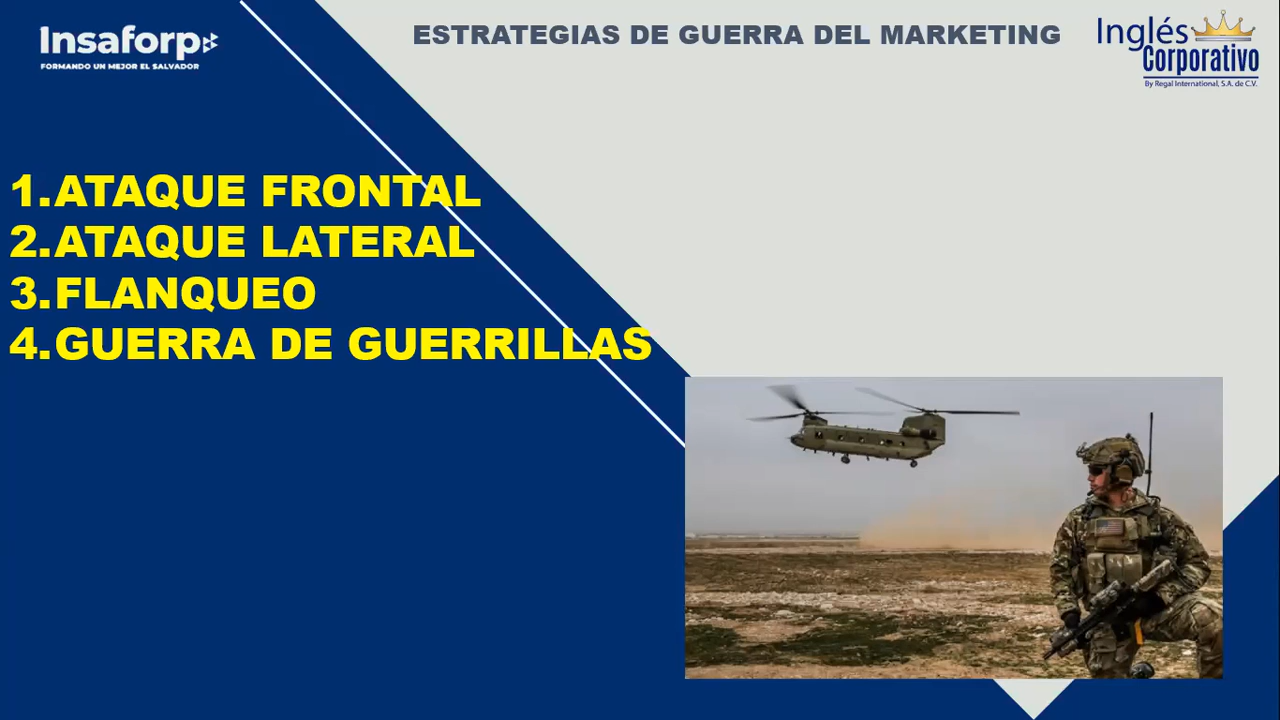 Insaforp
FORMANDO UN MEJOR EL SALVADOR
ESTRATEGIAS DE GUERRA DEL MARKETING
Inglés
Corporativo
By Regal International, S.A. de C.V.
1.ATAQUE FRONTAL
2.ATAQUE LATERAL
3.FLANQUEO
4.GUERRA DE GUERRILLAS